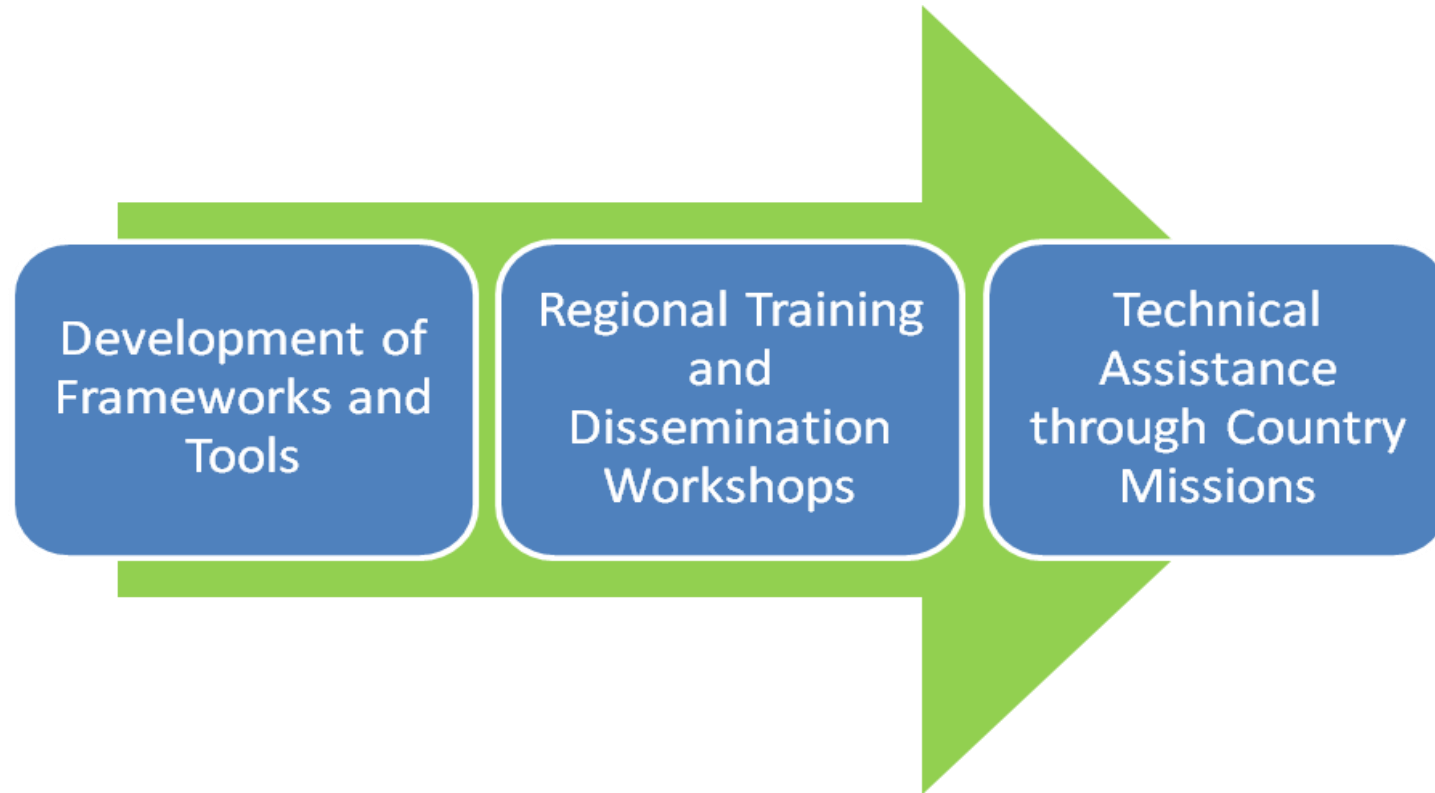 Development of
Frameworks and
Tools
Regional Training
and
Dissemination
Workshops
Technical
Assistance
through Country
Missions